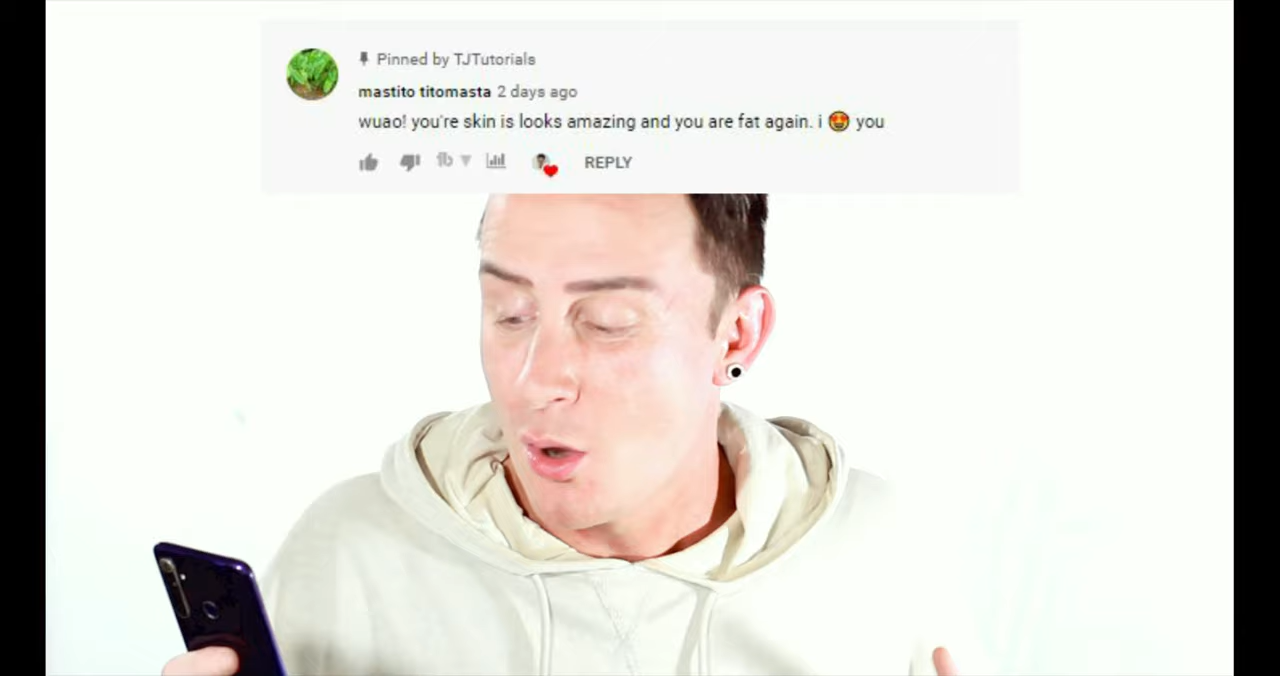 Pinned by TJTutorials
mastito titomasta 2 days ago
wuao! you're skin is looks amazing and you are fat again. i 😍 you
REPLY